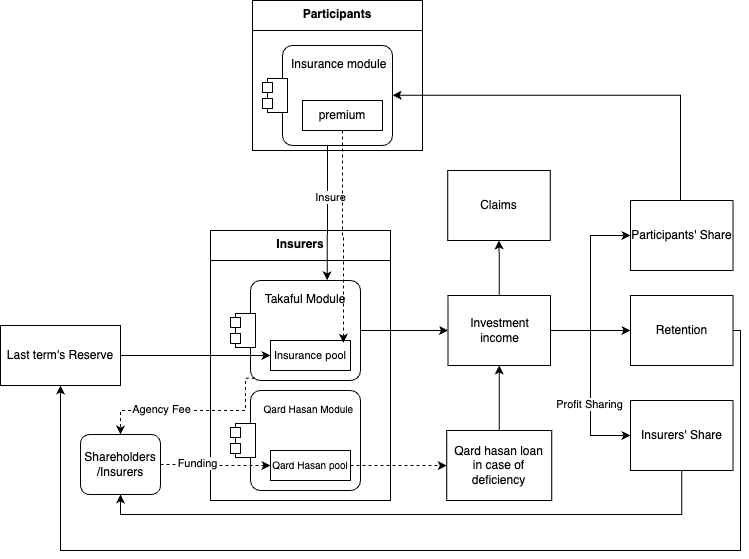 Participants
Insurance module
premium
Insure
Insurers
Takaful Module
Insurance pool
Qard Hasan Module
Qard Hasan pool
Last term's Reserve
Agency Fee
Shareholders
/Insurers
Funding
Claims
Investment
income
Qard hasan loan
in case of
deficiency
Profit Sharing
Participants' Share
Retention
Insurers' Share